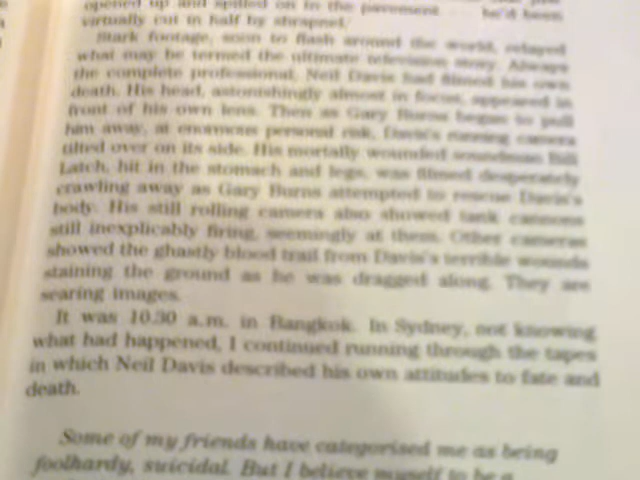 opened up and spilled on in the pavement . . . he'd been
virtually cut in half by shrapnel.'
Stark footage, soon to flash around the world, relayed
what may be termed the ultimate television story. Always
the complete professional, Neil Davis had filmed his own
death. His head, astonishingly almost in focus, appeared in
front of his own lens. Then as Gary Burns began to pull
him away, at enormous personal risk, Davis's running camera
tilted over on its side. His mortally wounded soundman Bill
Latch, hit in the stomach and legs, was filmed desperately
crawling away as Gary Burns attempted to rescue Davis's
body. His still rolling camera also showed tank cannons
still inexplicably firing, seemingly at them. Other cameras
showed the ghastly blood trail from Davis's terrible wounds
staining the ground as he was dragged along. They are
searing images.
It was 10.30 a.m. in Bangkok. In Sydney, not knowing
what had happened, I continued running through the tapes
in which Neil Davis described his own attitudes to fate and
death.
Some of my friends have categorised me as being
foolhardy, suicidal. But I believe myself to be a